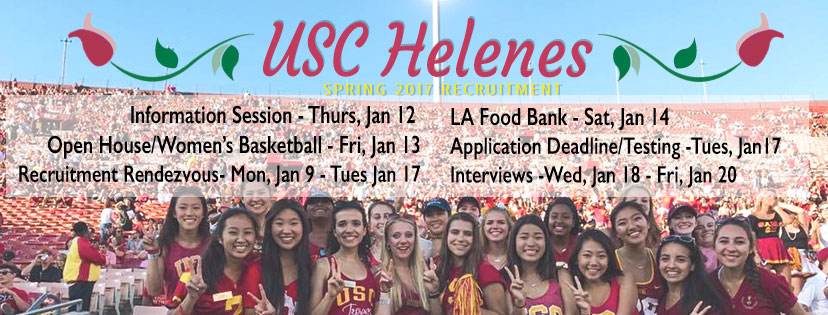 USC Helenes
SPRING 2017 RECRUITMENT
Information Session - Thurs, Jan 12
Open House/Women's Basketball - Fri, Jan 13
Recruitment Rendezvous- Mon, Jan 9 - Tues Jan 17
LA Food Bank - Sat, Jan 14
Application Deadline/Testing -Tues, Jan17
Interviews -Wed, Jan 18 - Fri, Jan 20
USC
Trojans